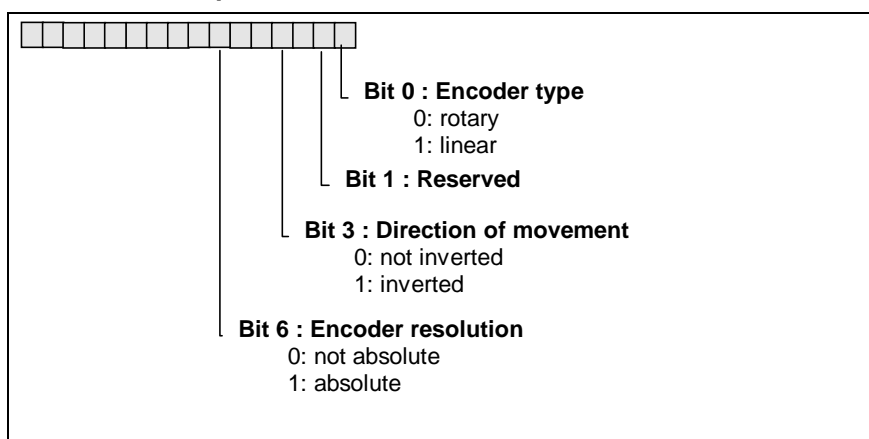 Bit 0 : Encoder type
0: rotary
1: linear
Bit 1 : Reserved
Bit 3 : Direction of movement
0: not inverted
1: inverted
Bit 6 : Encoder resolution
0: not absolute
1: absolute